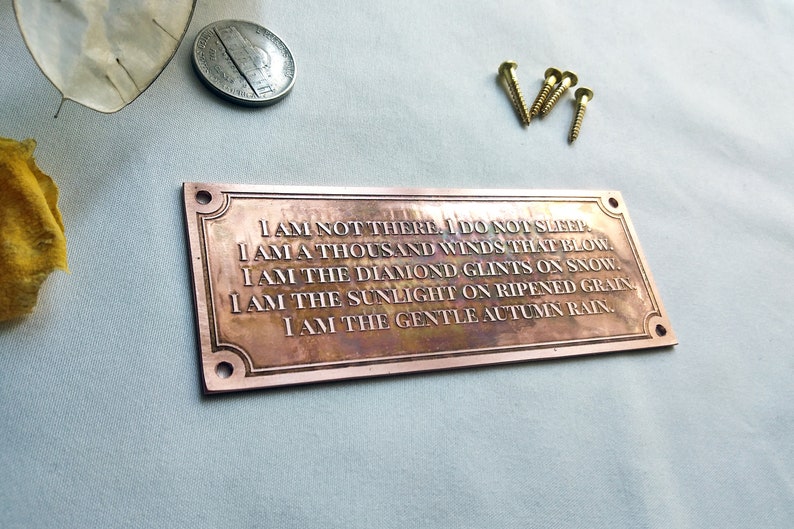 I AM NOT THERE. I DO NOT SLEEP.
I AM A THOUSAND WINDS THAT BLOW.
I AM THE DIAMOND GLINTS ON SNOW.
I AM THE SUNLIGHT ON RIPENED GRAIN.
I AM THE GENTLE AUTUMN RAIN.